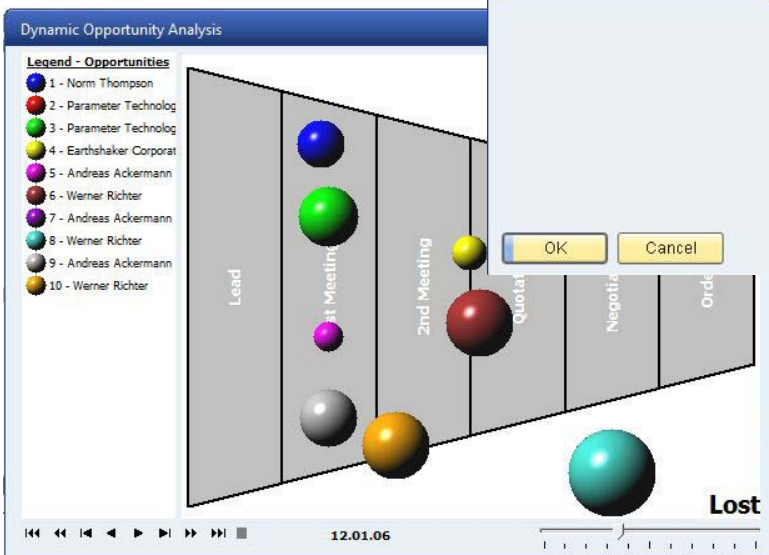 Dynamic Opportunity Analysis
Legend - Opportunities
1 - Norm Thompson
2 - Parameter Technolog
3 - Parameter Technolog
4 - Earthshaker Corporat
5 - Andreas Ackermann
6 - Werner Richter
7 - Andreas Ackermann
8 - Werner Richter
9 - Andreas Ackermann
10 - Werner Richter
Lead
st Meeting
2nd Meeting
Quotat
Negotia
Orde
OK Cancel
Lost
12.01.06